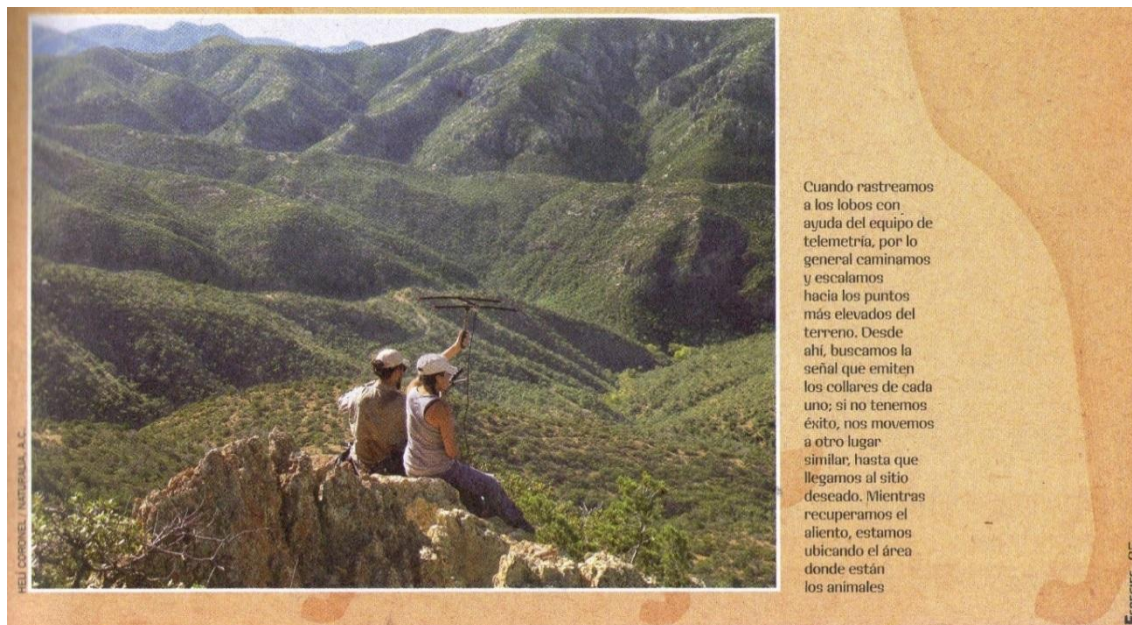 Cuando rastreamos
a los lobos con
ayuda del equipo de
telemetría, por lo
general caminamos
y escalamos
hacia los puntos
más elevados del
terreno. Desde
ahí, buscamos la
señal que emiten
los collares de cada
uno; si no tenemos
éxito, nos movemos
a otro lugar
similar, hasta que
llegamos al sitio
deseado. Mientras
recuperamos el
aliento, estamos
ubicando el área
donde están
los animales
HELÍ CORONEL / NATURALIA, A.C.